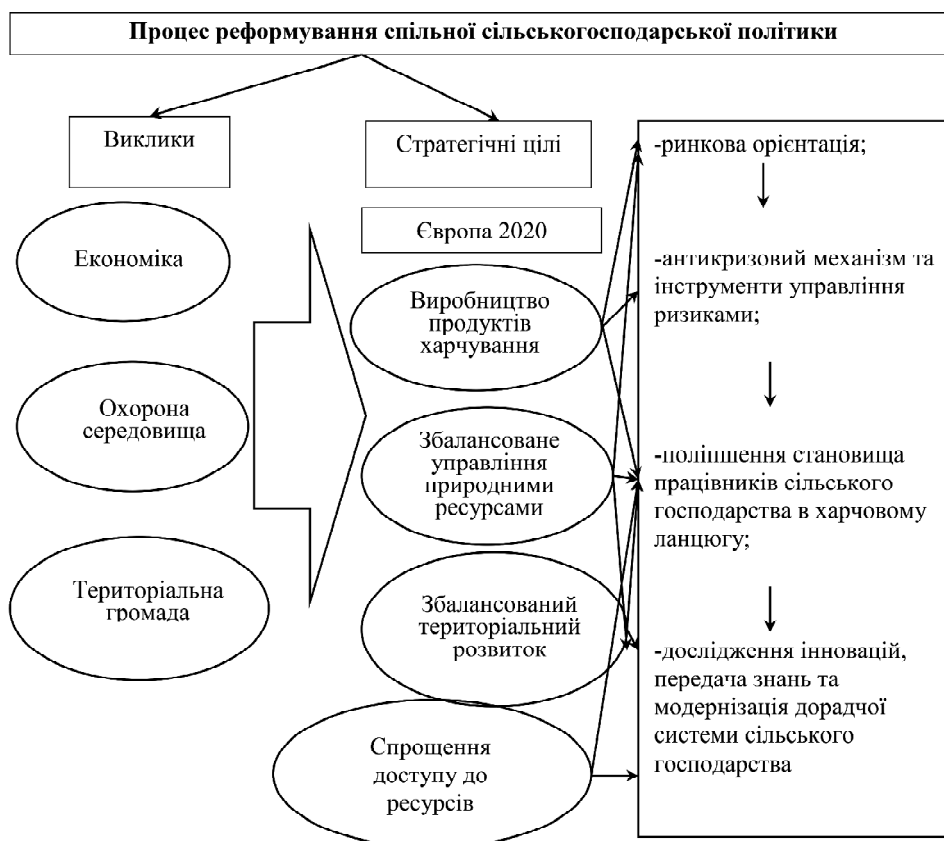 Процес реформування спільної сільськогосподарської політики
Виклики
Стратегічні цілі
Європа 2020
Економіка
Охорона
середовища
Територіальна
громада
Виробництво
продуктів
харчування
Збалансоване
управління
природними
ресурсами
Збалансований
територіальний
розвиток
Спрощення
доступу до
ресурсів
-ринкова орієнтація;
-антикризовий механізм та
інструменти управління
ризиками;
-поліпшення становища
працівників сільського
господарства в харчовому
ланцюгу;
-дослідження інновацій,
передача знань та
модернізація дорадчої
системи сільського
господарства